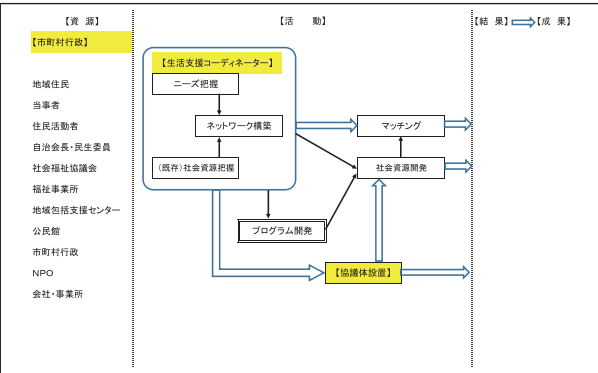 【資 源】
【活 動】
【結 果】
【成 果】
【市町村行政】
地域住民
当事者
住民活動者
自治会長・民生委員
社会福祉協議会
福祉事業所
地域包括支援センター
公民館
市町村行政
NPO
会社・事業所
【生活支援コーディネーター】
ニーズ把握
ネットワーク構築
（既存）社会資源把握
プログラム開発
マッチング
社会資源開発
【協議体設置】